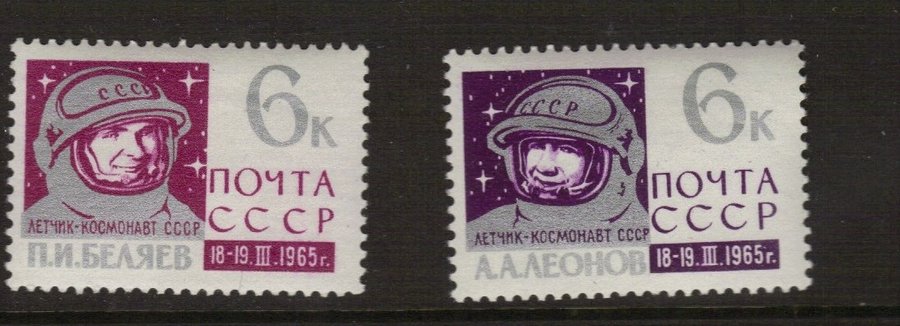 СССР
6к
ПОЧТА
СССР
ЛЕТЧИК-КОСМОНАВТ СССР
П.И.БЕЛЯЕВ
18-19.III.1965г.
СССР
6к
ПОЧТА
СССР
ЛЕТЧИК-КОСМОНАВТ СССР
А.А.ЛЕОНОВ
18-19.III.1965г.